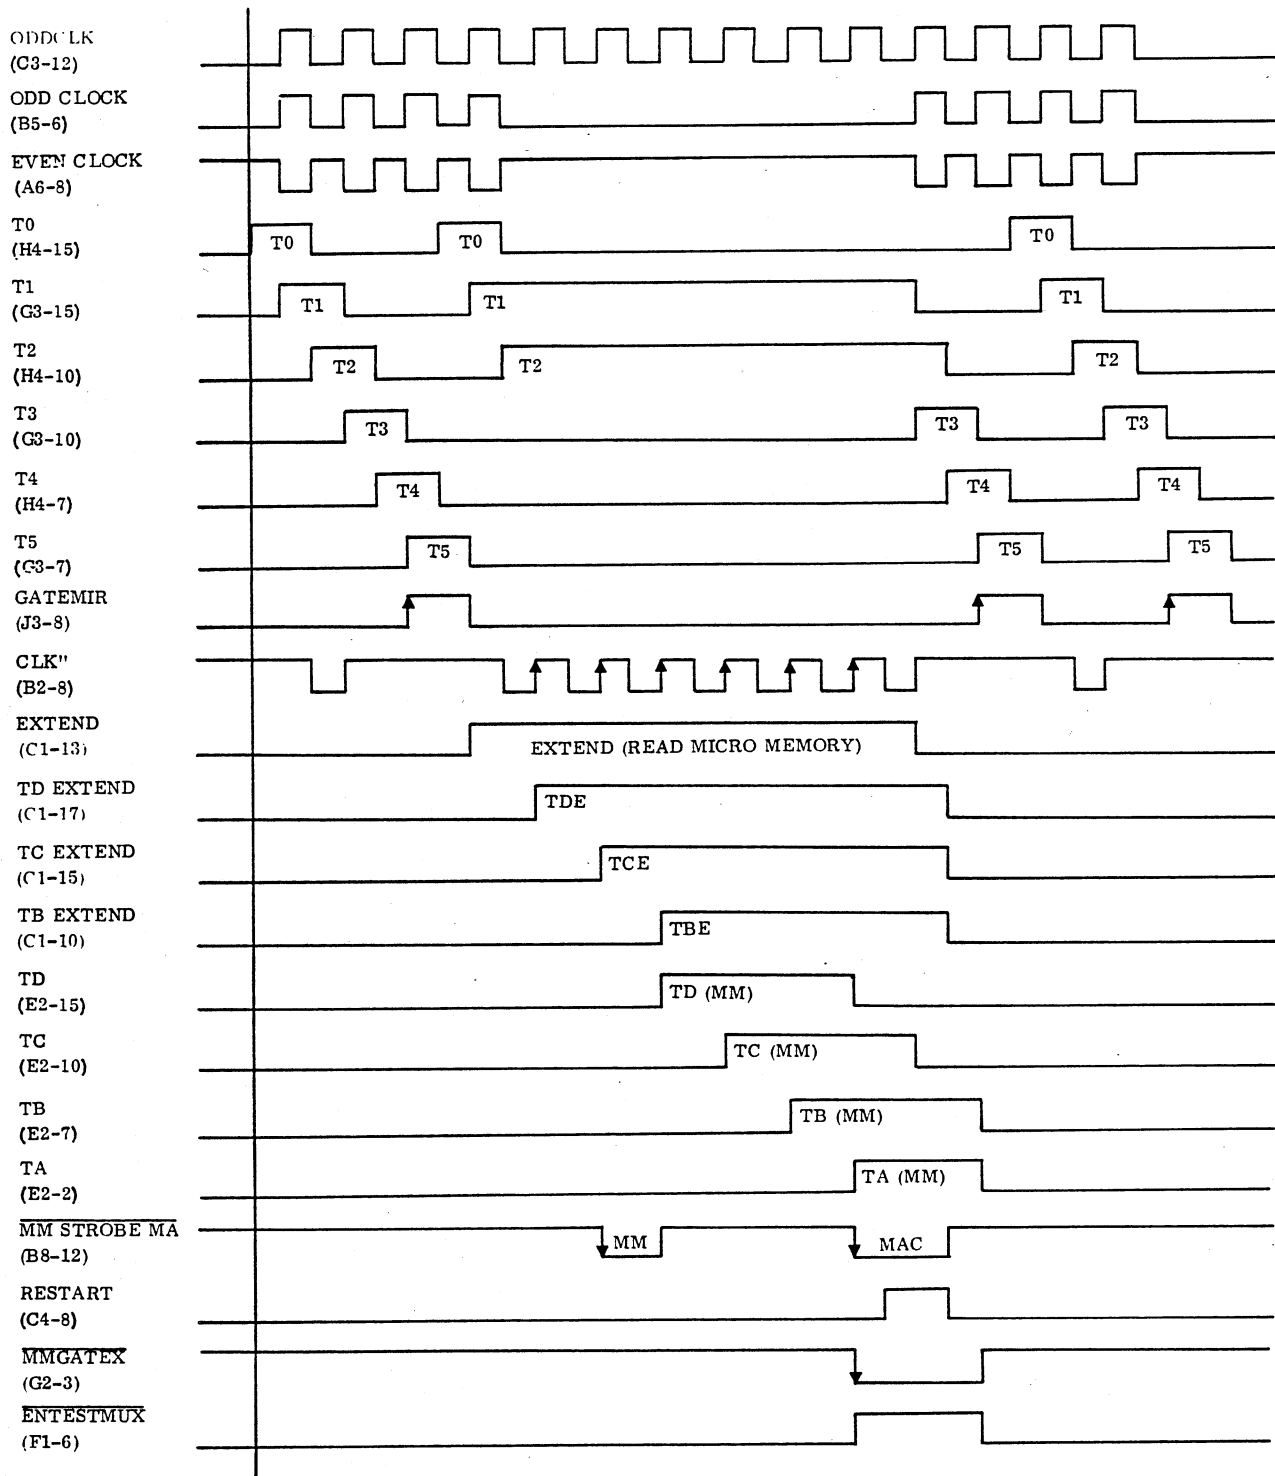 ODDCLK
(C3-12)
ODD CLOCK
(B5-6)
EVEN CLOCK
(A6-8)
T0
(H4-15)
T0 T0 T0
T1
(G3-15)
T1 T1 T1
T2
(H4-10)
T2 T2 T2
T3
(G3-10)
T3 T3 T3
T4
(H4-7)
T4 T4 T4
T5
(G3-7)
T5 T5 T5
GATEMIR
(J3-8)
CLK"
(B2-8)
EXTEND
(C1-13)
EXTEND (READ MICRO MEMORY)
TD EXTEND
(C1-17)
TDE
TC EXTEND
(C1-15)
TCE
TB EXTEND
(C1-10)
TBE
TD
(E2-15)
TD (MM)
TC
(E2-10)
TC (MM)
TB
(E2-7)
TB (MM)
TA
(E2-2)
TA (MM)
MM STROBE MA
(B8-12)
MM MAC
RESTART
(C4-8)
MMGATEX
(G2-3)
ENTESTMUX
(F1-6)